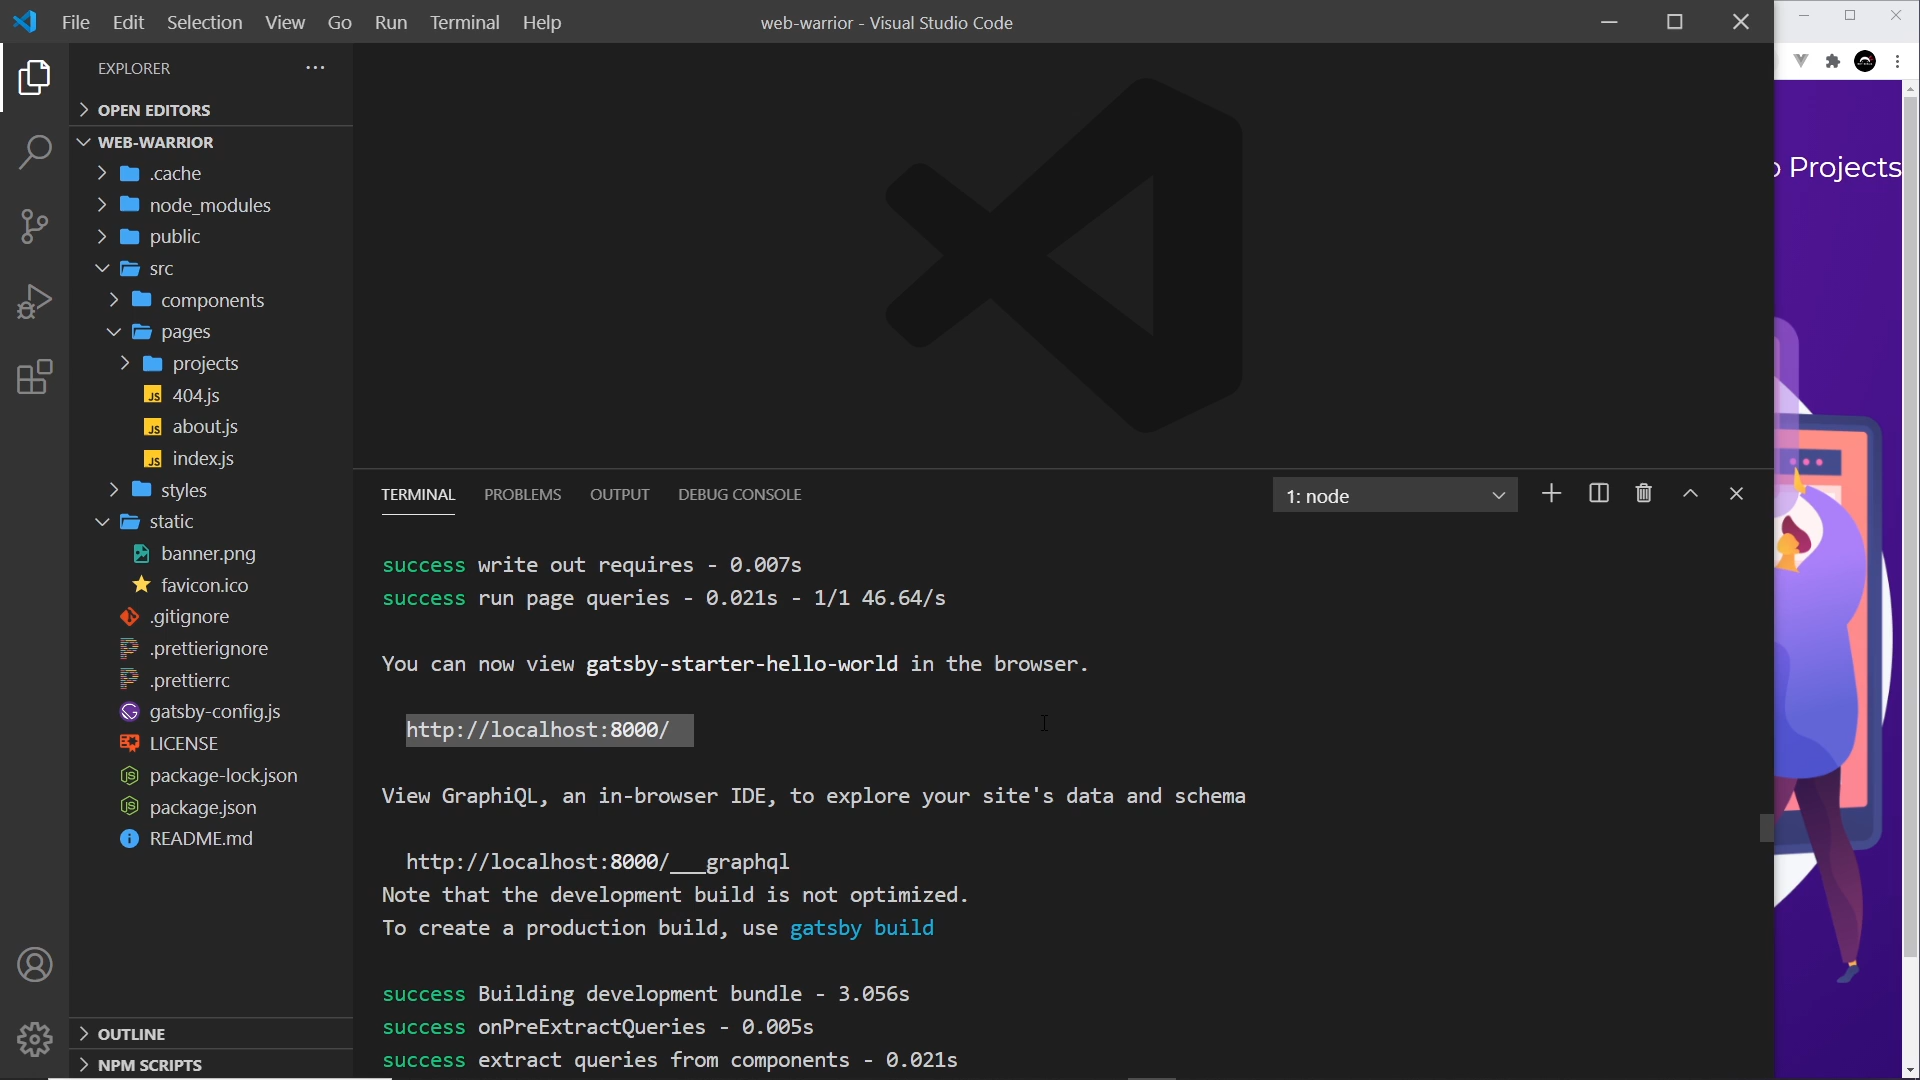 File Edit Selection View Go Run Terminal Help
web-warrior - Visual Studio Code
EXPLORER
OPEN EDITORS
WEB-WARRIOR
.cache
node_modules
public
src
components
pages
projects
404.js
about.js
index.js
styles
static
banner.png
favicon.ico
.gitignore
.prettierignore
.prettierrc
gatsby-config.js
LICENSE
package-lock.json
package.json
README.md
OUTLINE
NPM SCRIPTS
TERMINAL PROBLEMS OUTPUT DEBUG CONSOLE
1: node
success write out requires - 0.007s
success run page queries - 0.021s - 1/1 46.64/s
You can now view gatsby-starter-hello-world in the browser.
http://localhost:8000/
View GraphiQL, an in-browser IDE, to explore your site's data and schema
http://localhost:8000/___graphql
Note that the development build is not optimized.
To create a production build, use gatsby build
success Building development bundle - 3.056s
success onPreExtractQueries - 0.005s
success extract queries from components - 0.021s
Projects